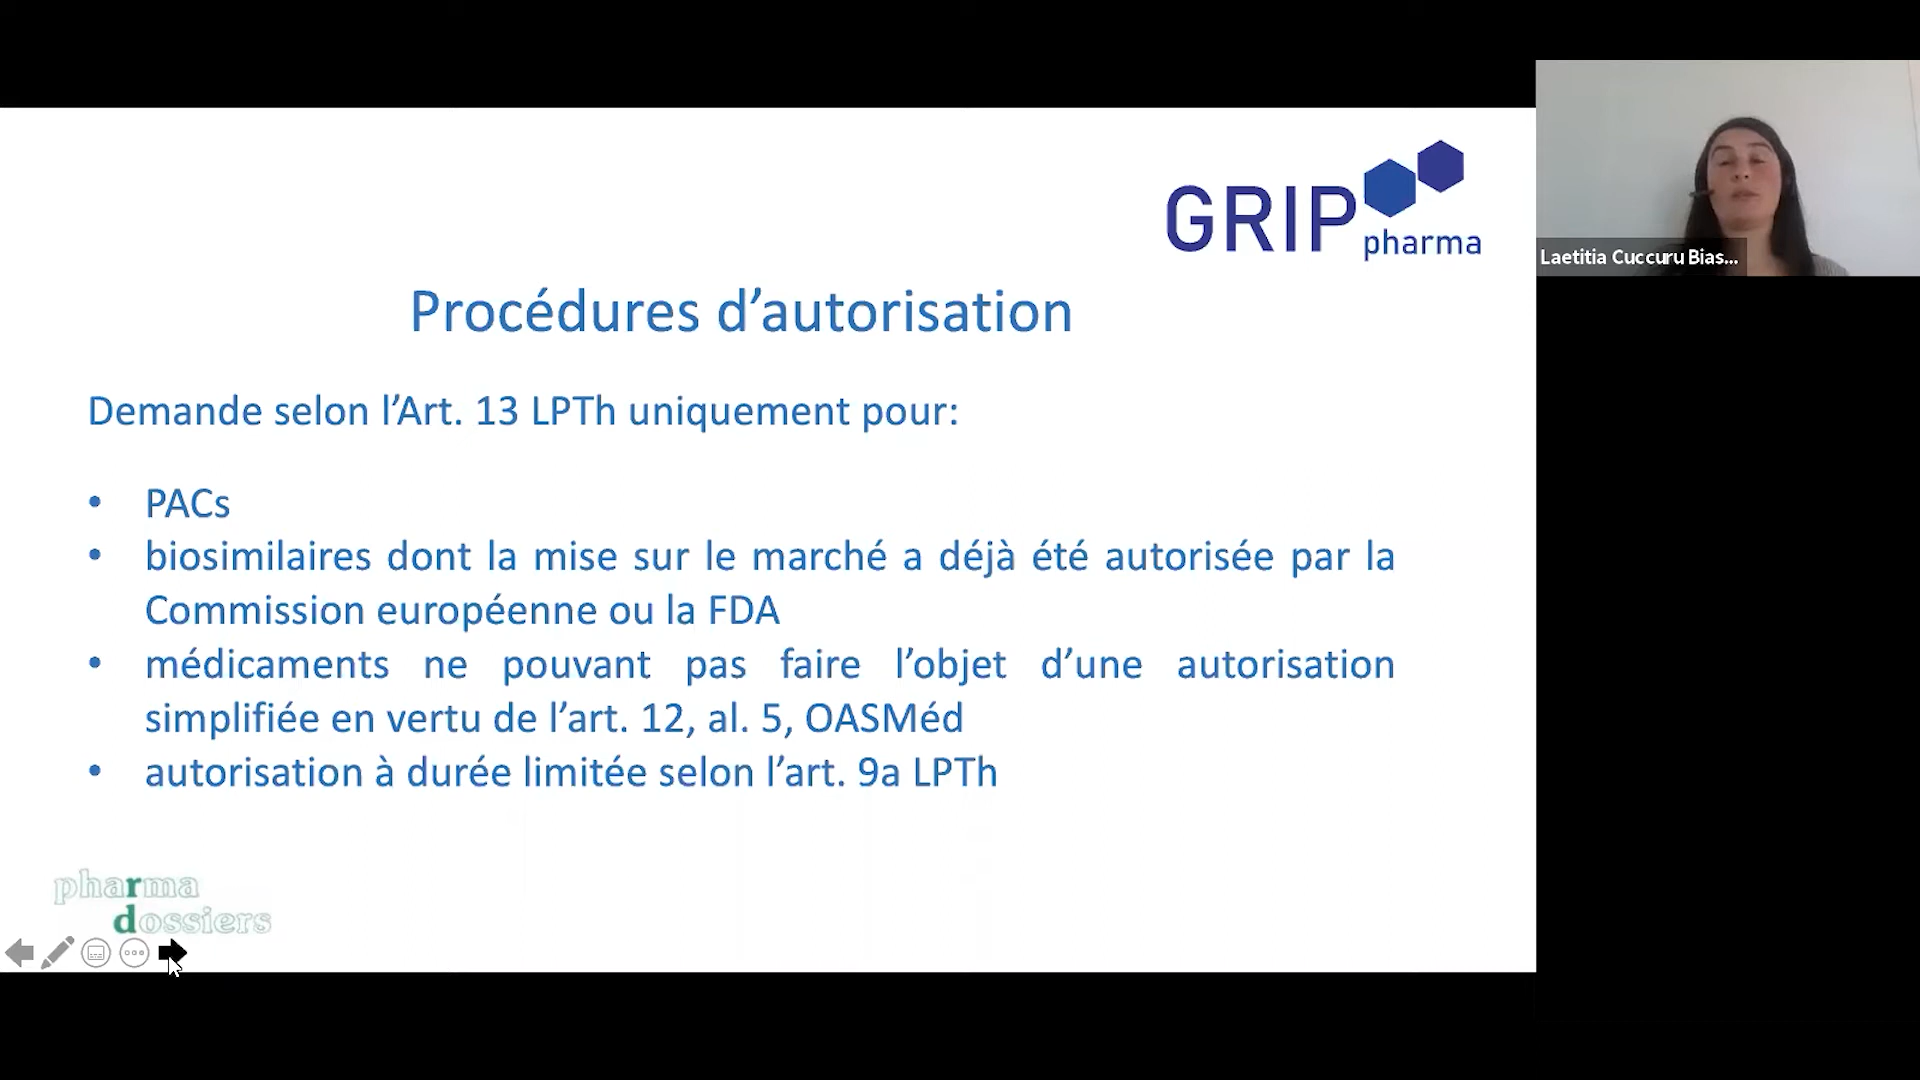 GRIP
pharma
Laetitia Cuccuru Bias...
Procédures d’autorisation
Demande selon l’Art. 13 LPTh uniquement pour:
• PACs
• biosimilaires dont la mise sur le marché a déjà été autorisée par la
Commission européenne ou la FDA
• médicaments ne pouvant pas faire l’objet d’une autorisation
simplifiée en vertu de l’art. 12, al. 5, OASMéd
• autorisation à durée limitée selon l’art. 9a LPTh
pharma
dossiers